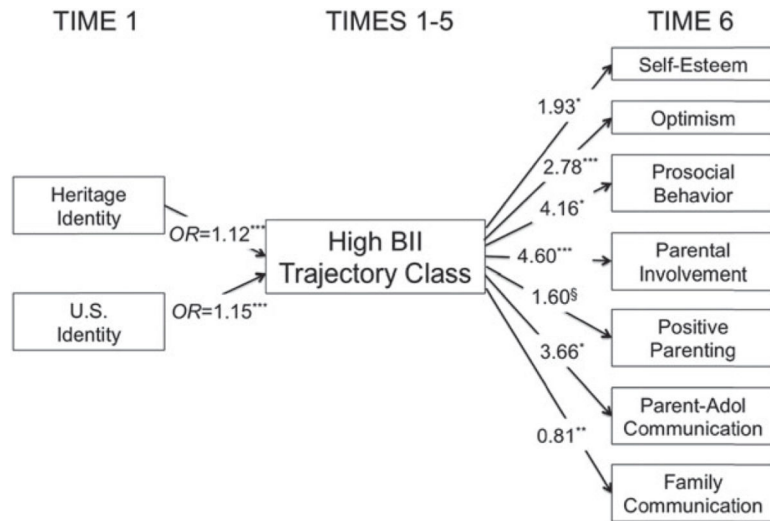 TIME 1
TIMES 1-5
TIME 6
Heritage
Identity
U.S.
Identity
OR=1.12***
OR=1.15***
High BII
Trajectory Class
1.93*
2.78***
4.16*
4.60***
1.60§
3.66*
0.81**
Self-Esteem
Optimism
Prosocial
Behavior
Parental
Involvement
Positive
Parenting
Parent-Adol
Communication
Family
Communication